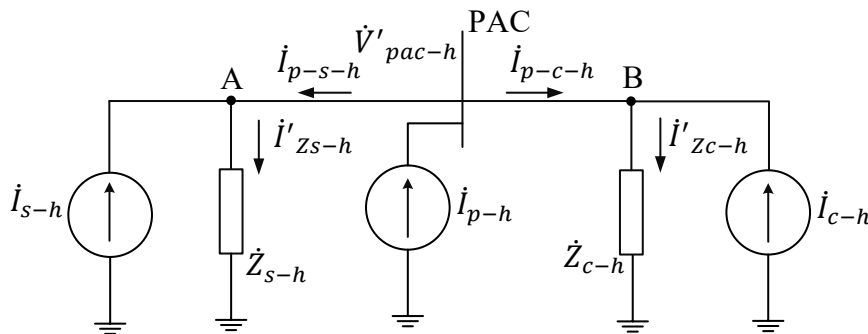 PAC
V̇'pac−h
İp−s−h
İp−c−h
A
B
İ'Zs−h
İ'Zc−h
İs−h
İp−h
İc−h
Żs−h
Żc−h